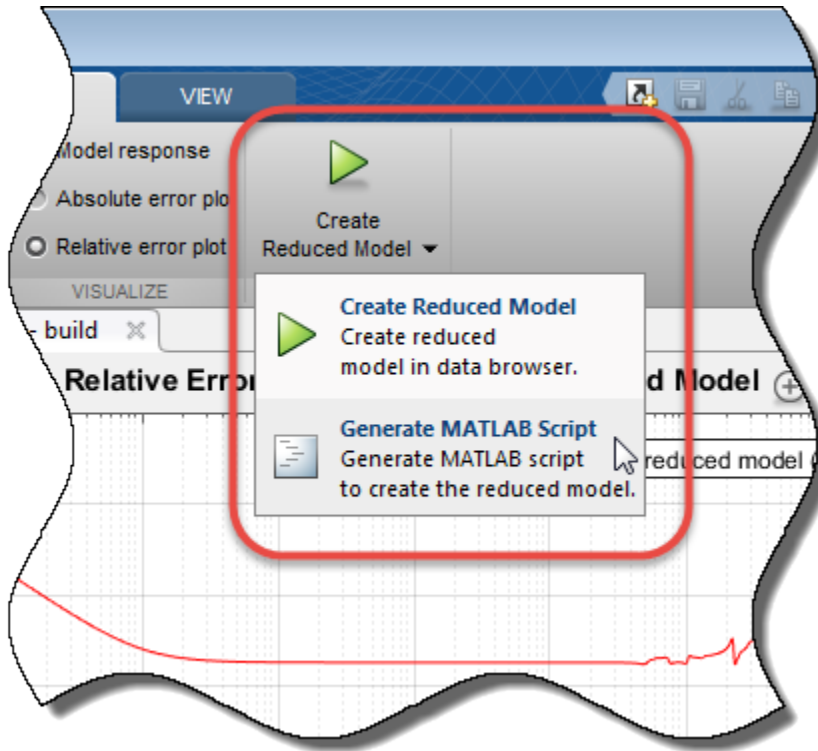 VIEW
Model response
Absolute error plo
Relative error plot
VISUALIZE
Create
Reduced Model
- build
Create Reduced Model
Create reduced
model in data browser.
Generate MATLAB Script
Generate MATLAB script
to create the reduced model.
Relative Erro
d Model
reduced model (